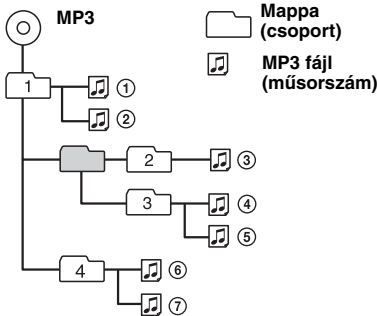 MP3
Mappa
(csoport)
MP3 fájl
(műsorszám)
1
①
②
2
③
3
④
⑤
4
⑥
⑦